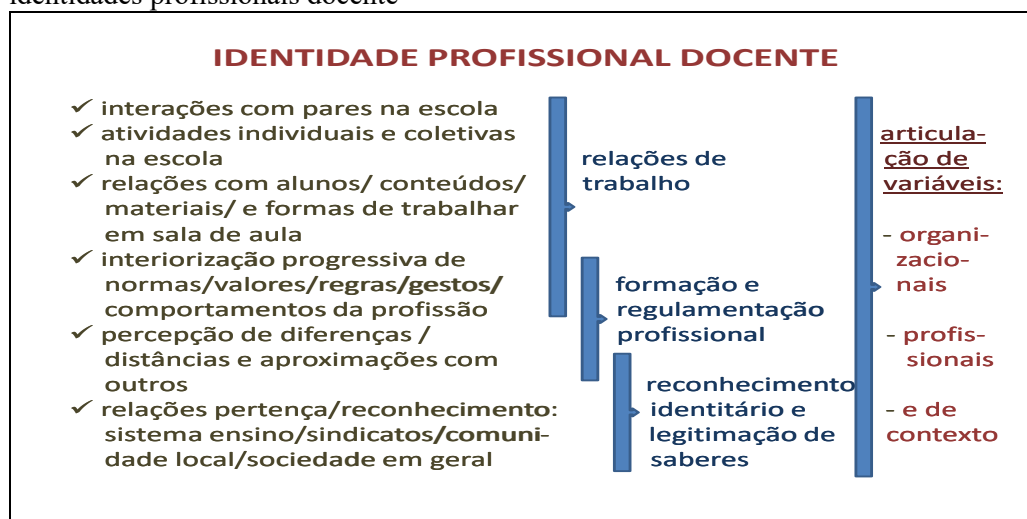 identidades profissionais docente
IDENTIDADE PROFISSIONAL DOCENTE
✓ interações com pares na escola
✓ atividades individuais e coletivas
na escola
✓ relações com alunos/ conteúdos/
materiais/ e formas de trabalhar
em sala de aula
✓ interiorização progressiva de
normas/valores/regras/gestos/
comportamentos da profissão
✓ percepção de diferenças /
distâncias e aproximações com
outros
✓ relações pertença/reconhecimento:
sistema ensino/sindicatos/comuni-
dade local/sociedade em geral
relações de
trabalho
formação e
regulamentação
profissional
reconhecimento
identitário e
legitimação de
saberes
articula-
ção de
variáveis:
- organi-
zacio-
nais
- profis-
sionais
- e de
contexto